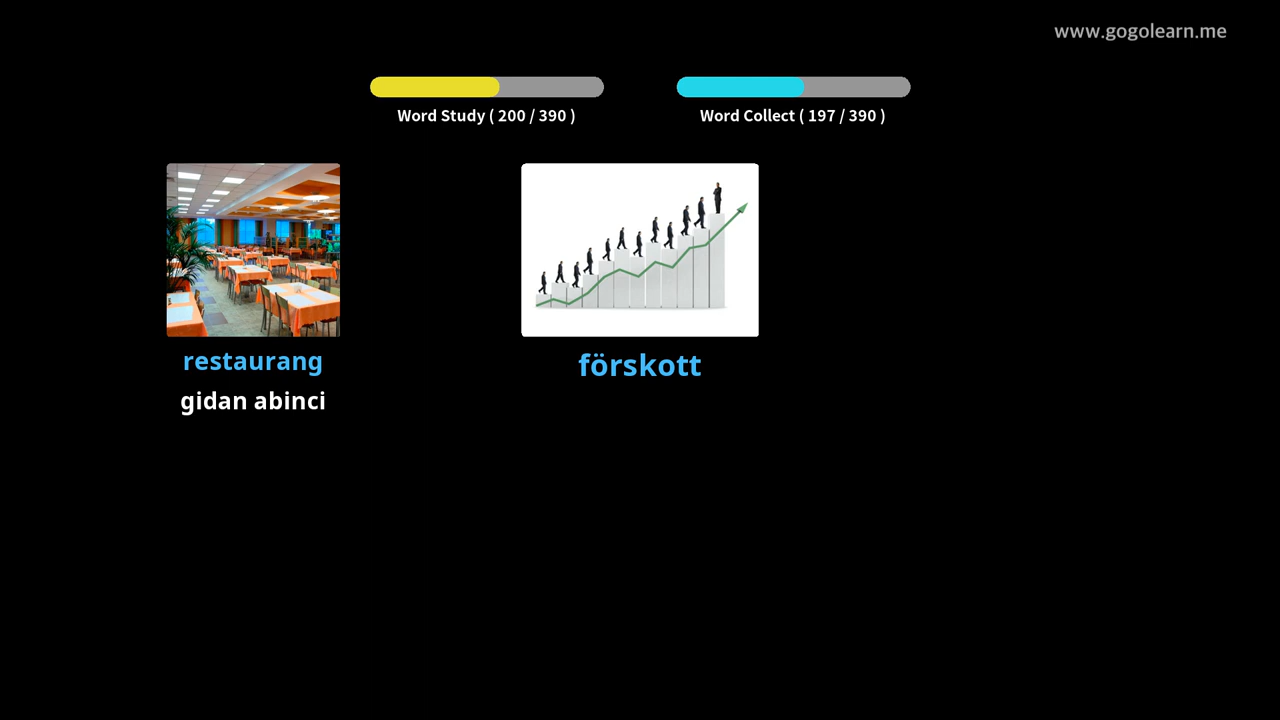 www.gogolearn.me
Word Study ( 200 / 390 )
Word Collect ( 197 / 390 )
restaurang
gidan abinci
förskott